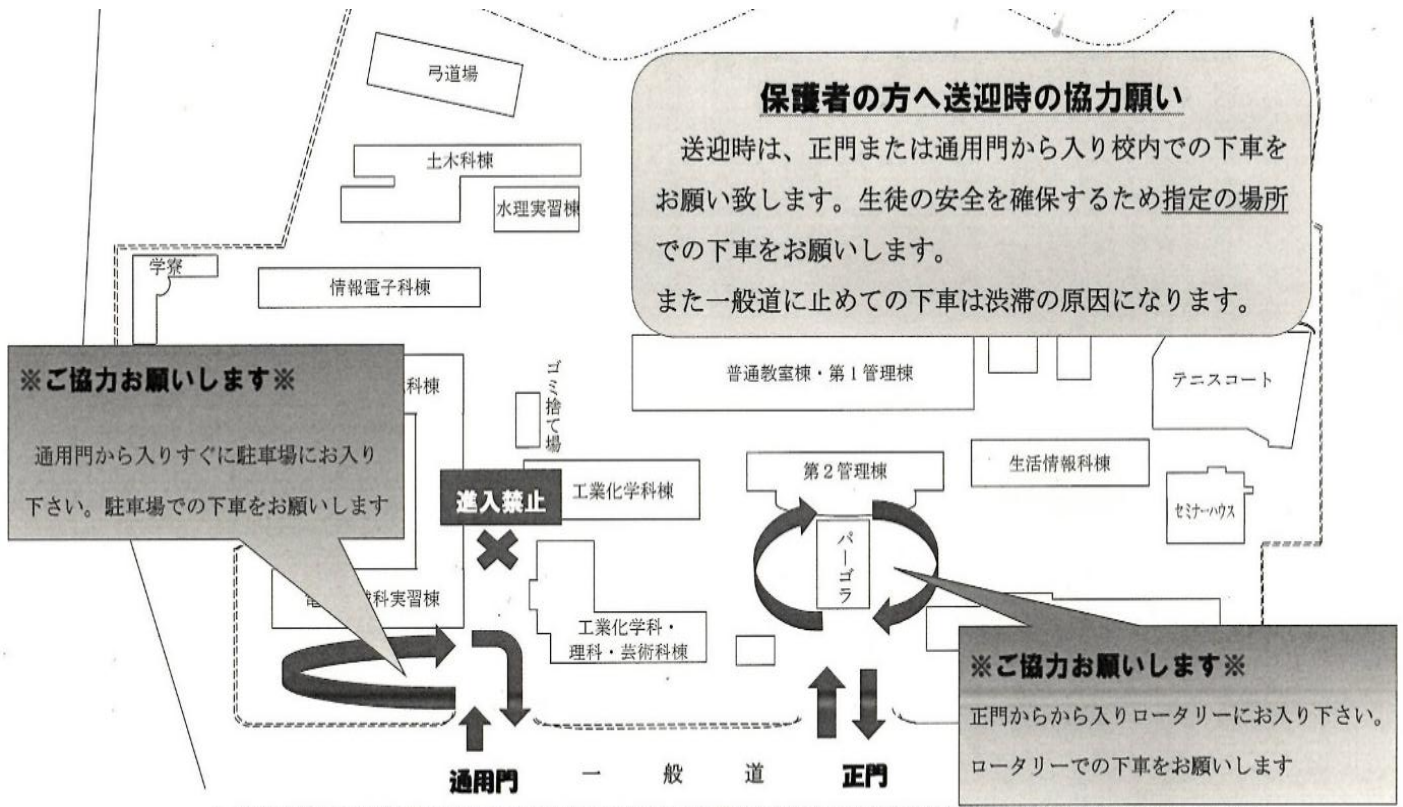 弓道場
保護者の方へ送迎時の協力願い
送迎時は、正門または通用門から入り校内での下車を
お願い致します。生徒の安全を確保するため指定の場所
での下車をお願いします。
また一般道に止めての下車は渋滞の原因になります。
土木科棟
水理実習棟
学寮
情報電子科棟
※ご協力お願いします※
通用門から入りすぐに駐車場にお入り
下さい。駐車場での下車をお願いします
科棟
ゴミ捨て場
普通教室棟・第1管理棟
テニスコート
進入禁止
工業化学科棟
第2管理棟
生活情報科棟
セミナーハウス
パーゴラ
科実習棟
工業化学科・
理科・芸術科棟
※ご協力お願いします※
正門からから入りロータリーにお入り下さい。
ロータリーでの下車をお願いします
通用門
一般道
正門